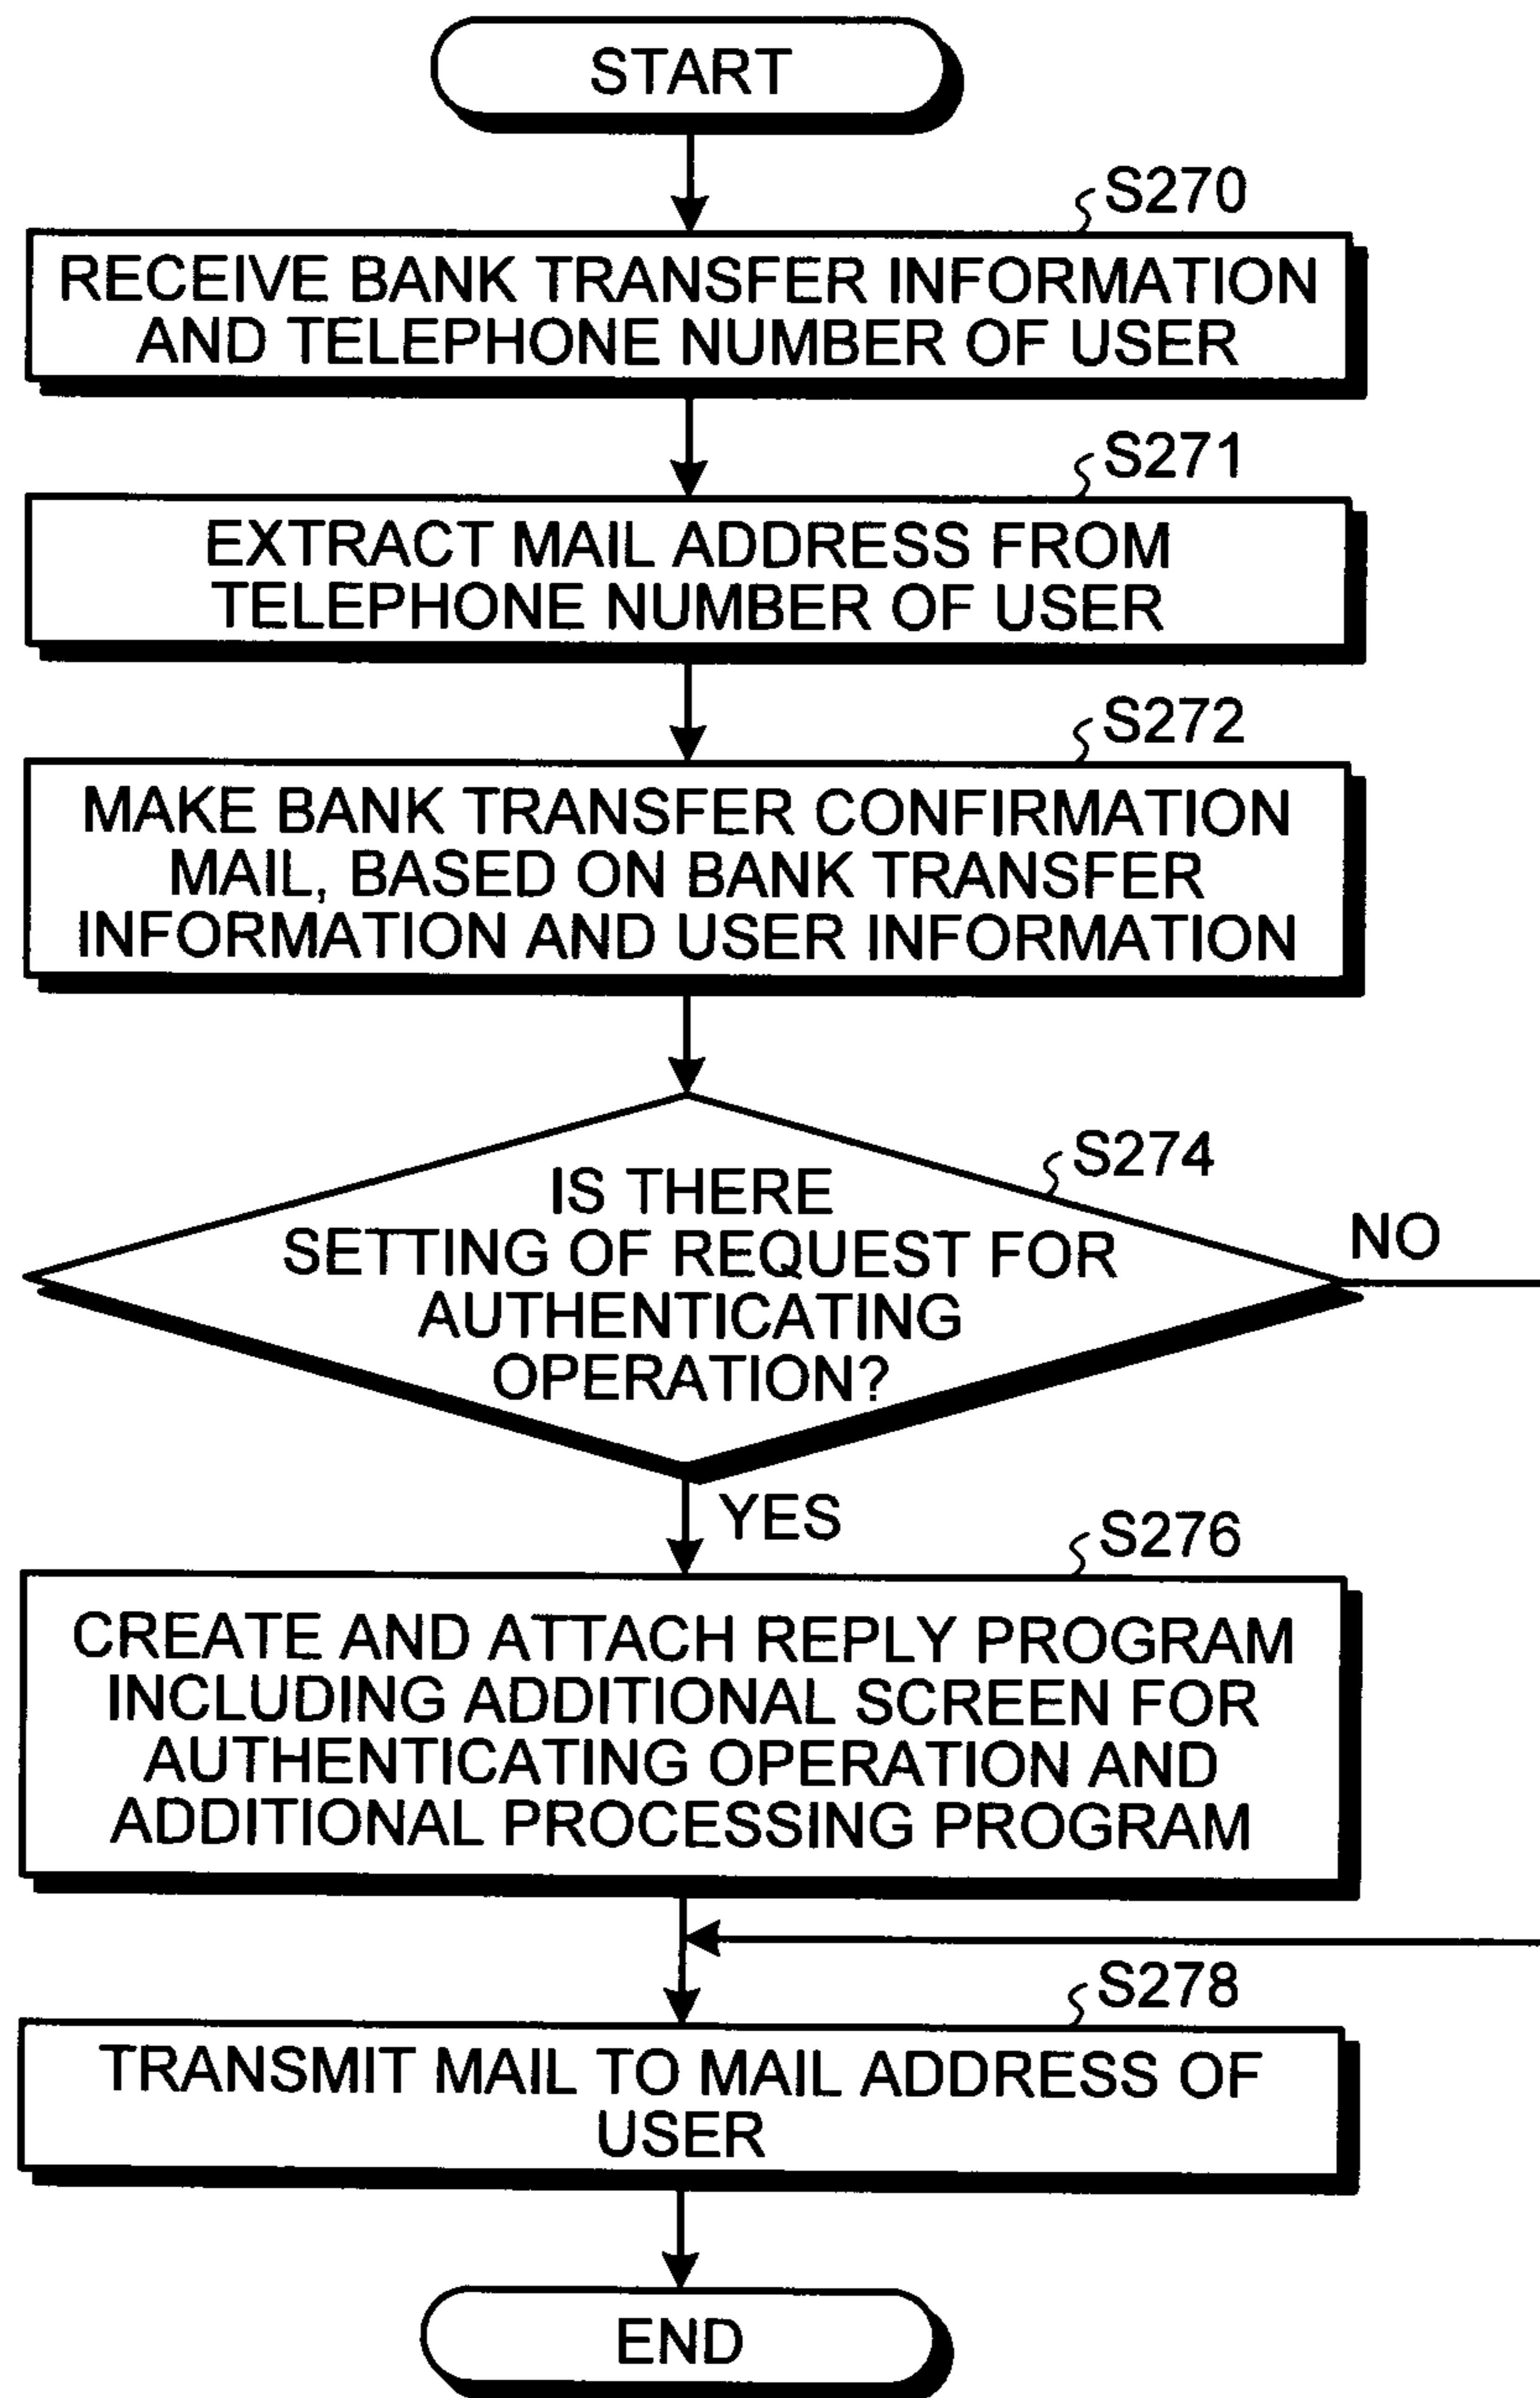 START
S270
RECEIVE BANK TRANSFER INFORMATION
AND TELEPHONE NUMBER OF USER
S271
EXTRACT MAIL ADDRESS FROM
TELEPHONE NUMBER OF USER
S272
MAKE BANK TRANSFER CONFIRMATION
MAIL, BASED ON BANK TRANSFER
INFORMATION AND USER INFORMATION
S274
IS THERE
SETTING OF REQUEST FOR
AUTHENTICATING
OPERATION?
NO
YES
S276
CREATE AND ATTACH REPLY PROGRAM
INCLUDING ADDITIONAL SCREEN FOR
AUTHENTICATING OPERATION AND
ADDITIONAL PROCESSING PROGRAM
S278
TRANSMIT MAIL TO MAIL ADDRESS OF
USER
END